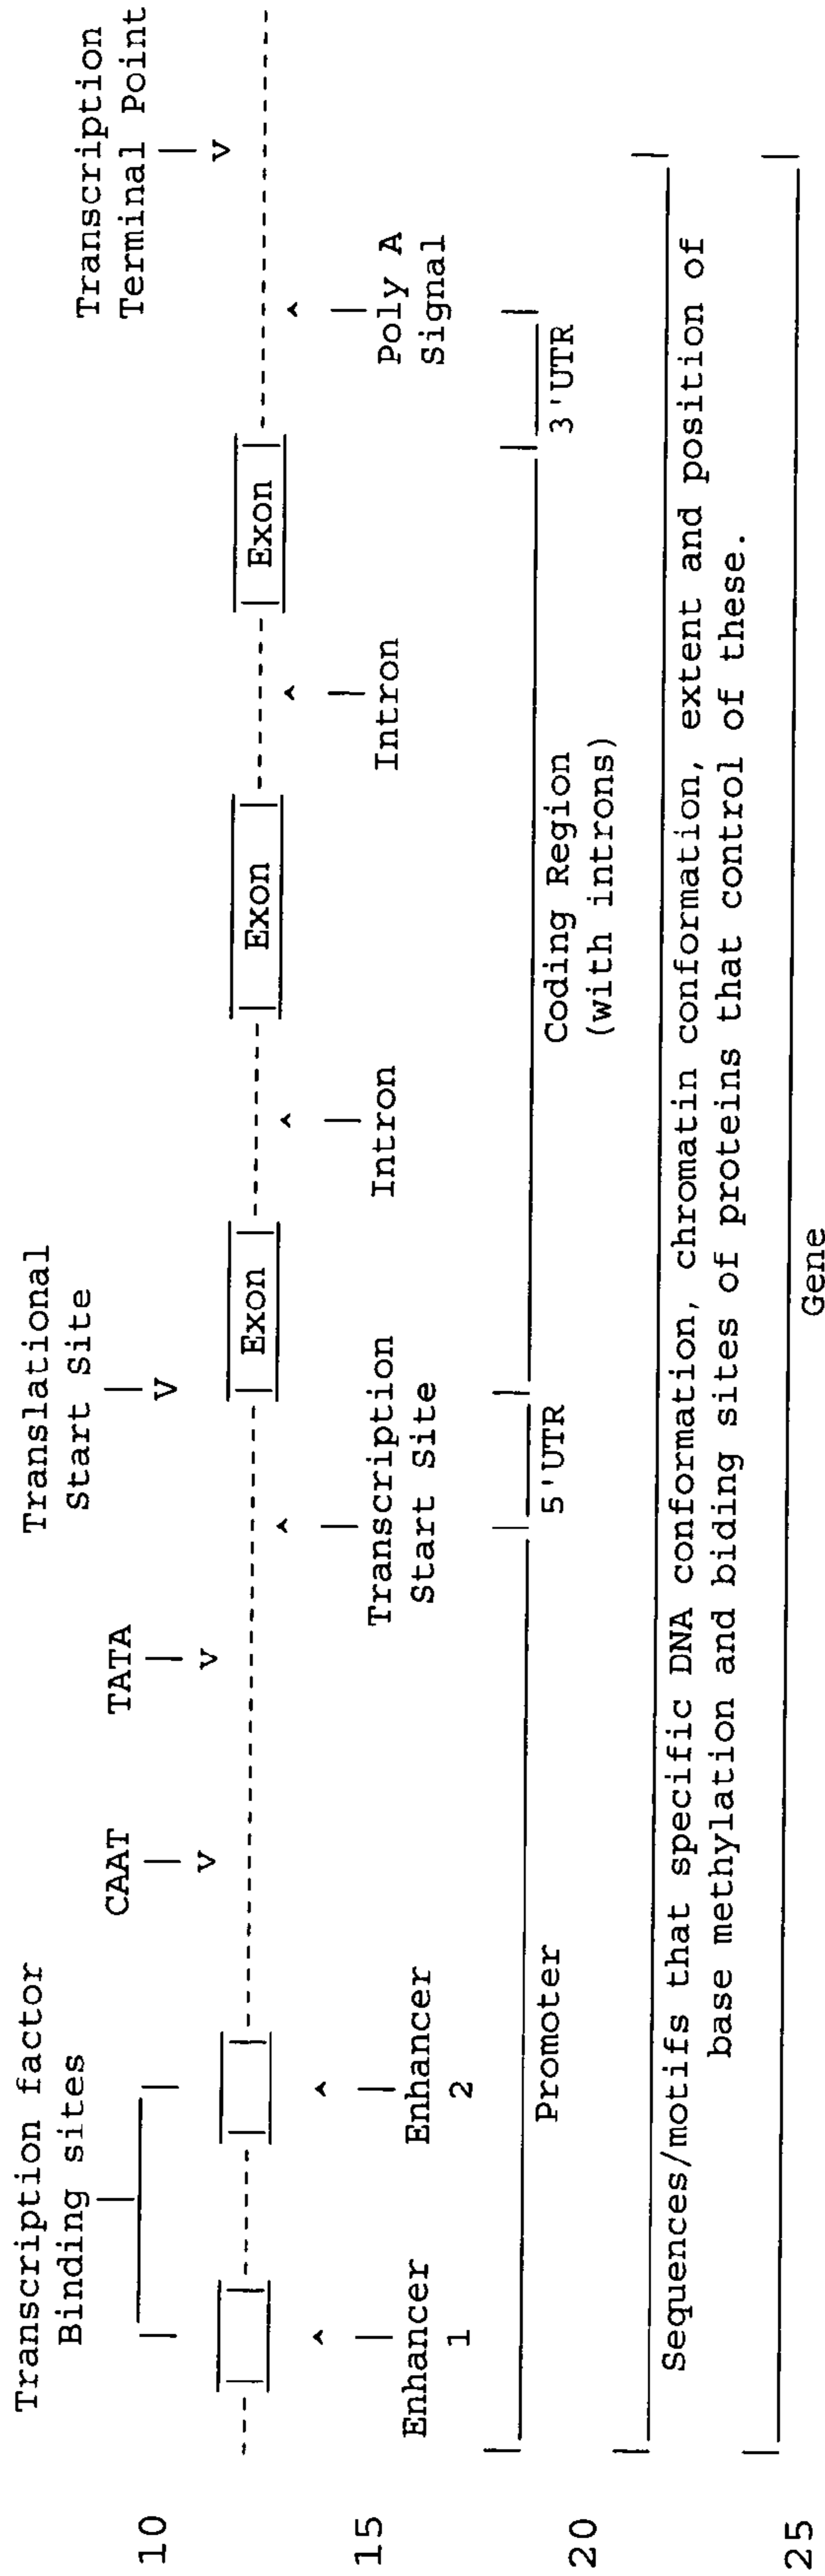 Transcription factor
Binding sites
CAAT
TATA
Translational
Start Site
Transcription
Terminal Point
10
Exon
Exon
Exon
Enhancer
1
Enhancer
2
Transcription
Start Site
Intron
Intron
Poly A
Signal
15
Promoter
5'UTR
Coding Region
(with introns)
3'UTR
20
Sequences/motifs that specific DNA conformation, chromatin conformation, extent and position of
base methylation and biding sites of proteins that control of these.
Gene
25